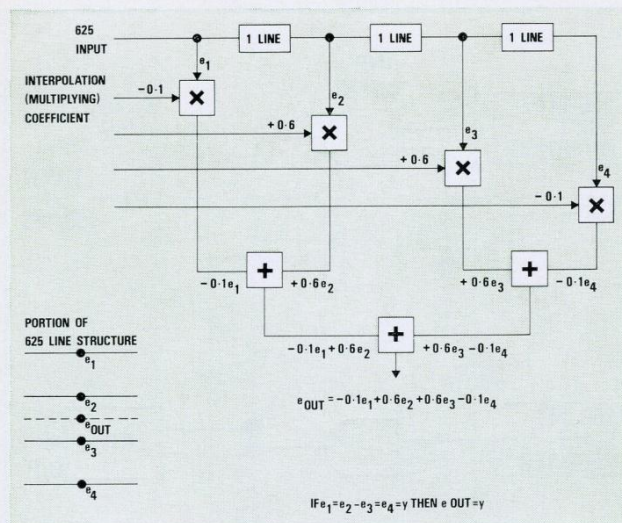 625
INPUT
1 LINE
1 LINE
1 LINE
e1
INTERPOLATION
(MULTIPLYING)
COEFFICIENT
−0·1
×
e2
+0·6
×
e3
+0·6
×
e4
−0·1
×
+
−0·1e1
+0·6e2
+
+0·6e3
−0·1e4
+
−0·1e1+0·6e2
+0·6e3−0·1e4
eOUT=−0·1e1+0·6e2+0·6e3−0·1e4
PORTION OF
625 LINE STRUCTURE
e1
e2
eOUT
e3
e4
IFe1=e2−e3=e4=y THEN e OUT=y